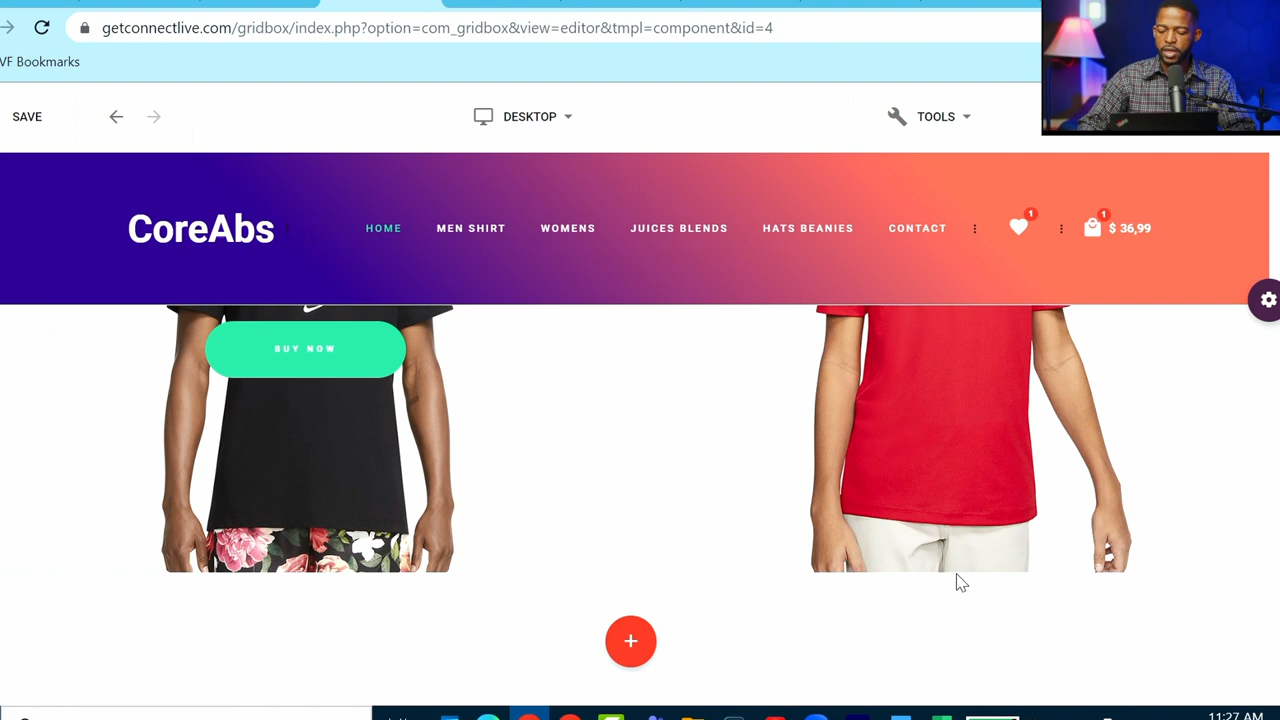 getconnectlive.com/gridbox/index.php?option=com_gridbox&view=editor&tmpl=component&id=4
VF Bookmarks
SAVE
DESKTOP
TOOLS
CoreAbs
HOME
MEN SHIRT
WOMENS
JUICES BLENDS
HATS BEANIES
CONTACT
1
1
$ 36,99
BUY NOW
+
11:27 AM